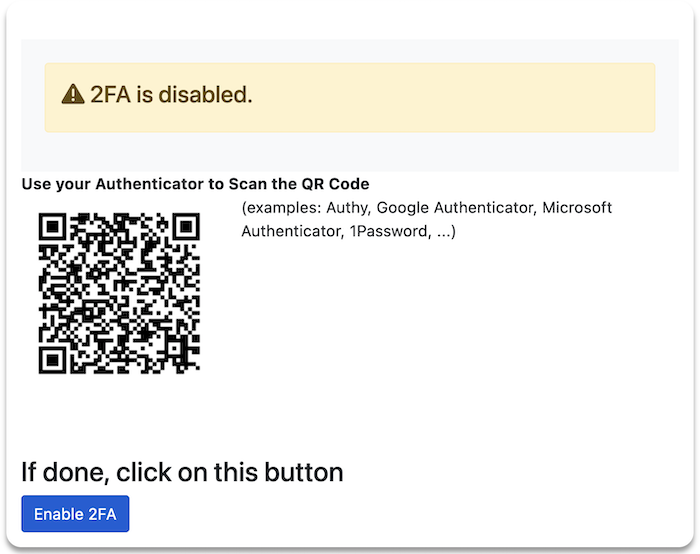 2FA is disabled.
Use your Authenticator to Scan the QR Code
(examples: Authy, Google Authenticator, Microsoft
Authenticator, 1Password, ...)
If done, click on this button
Enable 2FA